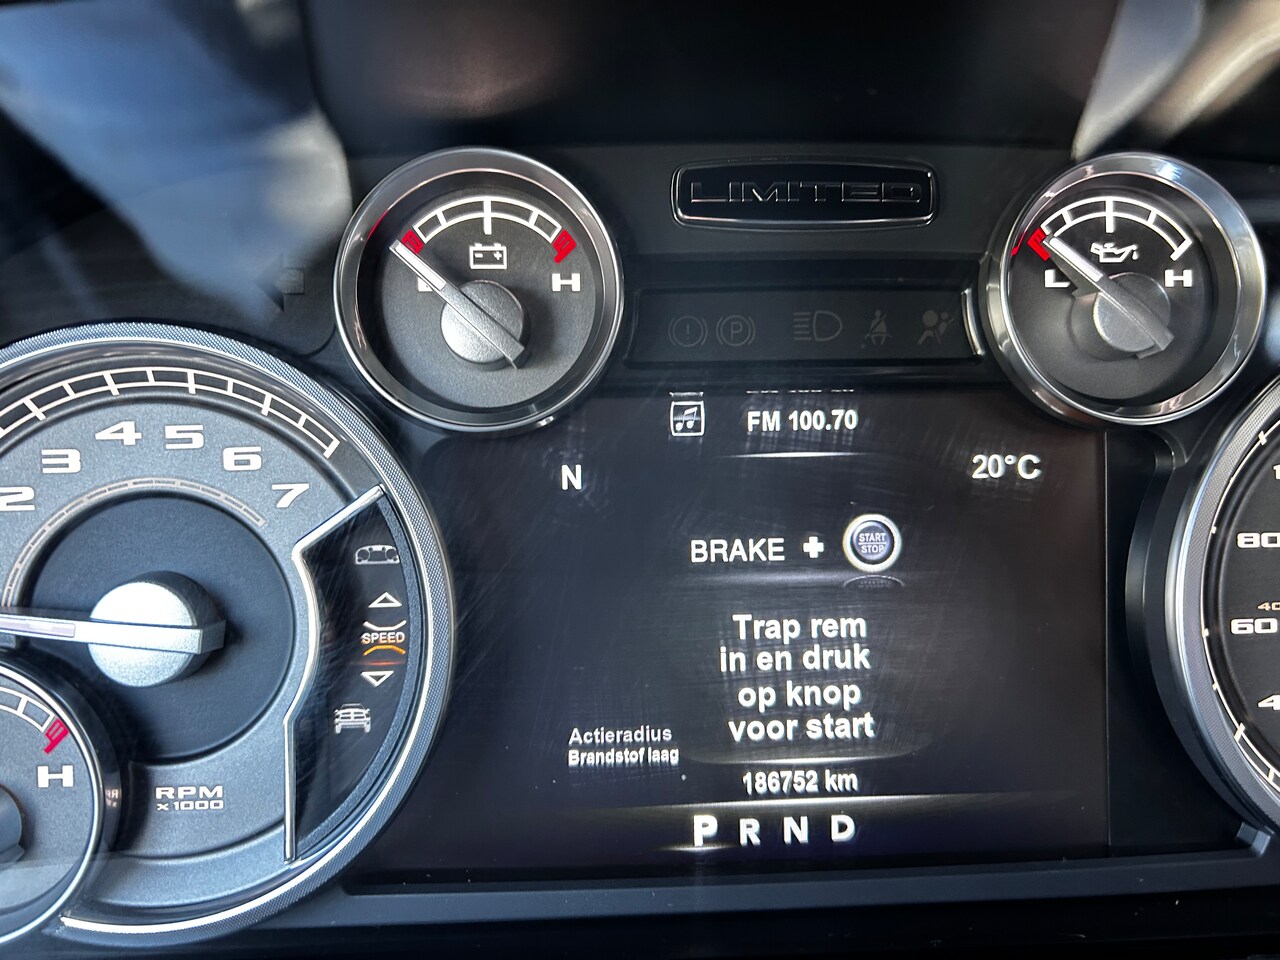 LIMITED
H
L
H
FM 100.70
N
20°C
BRAKE + START STOP
Trap rem
in en druk
op knop
voor start
Actieradius
Brandstof laag
186752 km
P R N D
2 3 4 5 6 7
SPEED
RPM
x1000
H
80
60